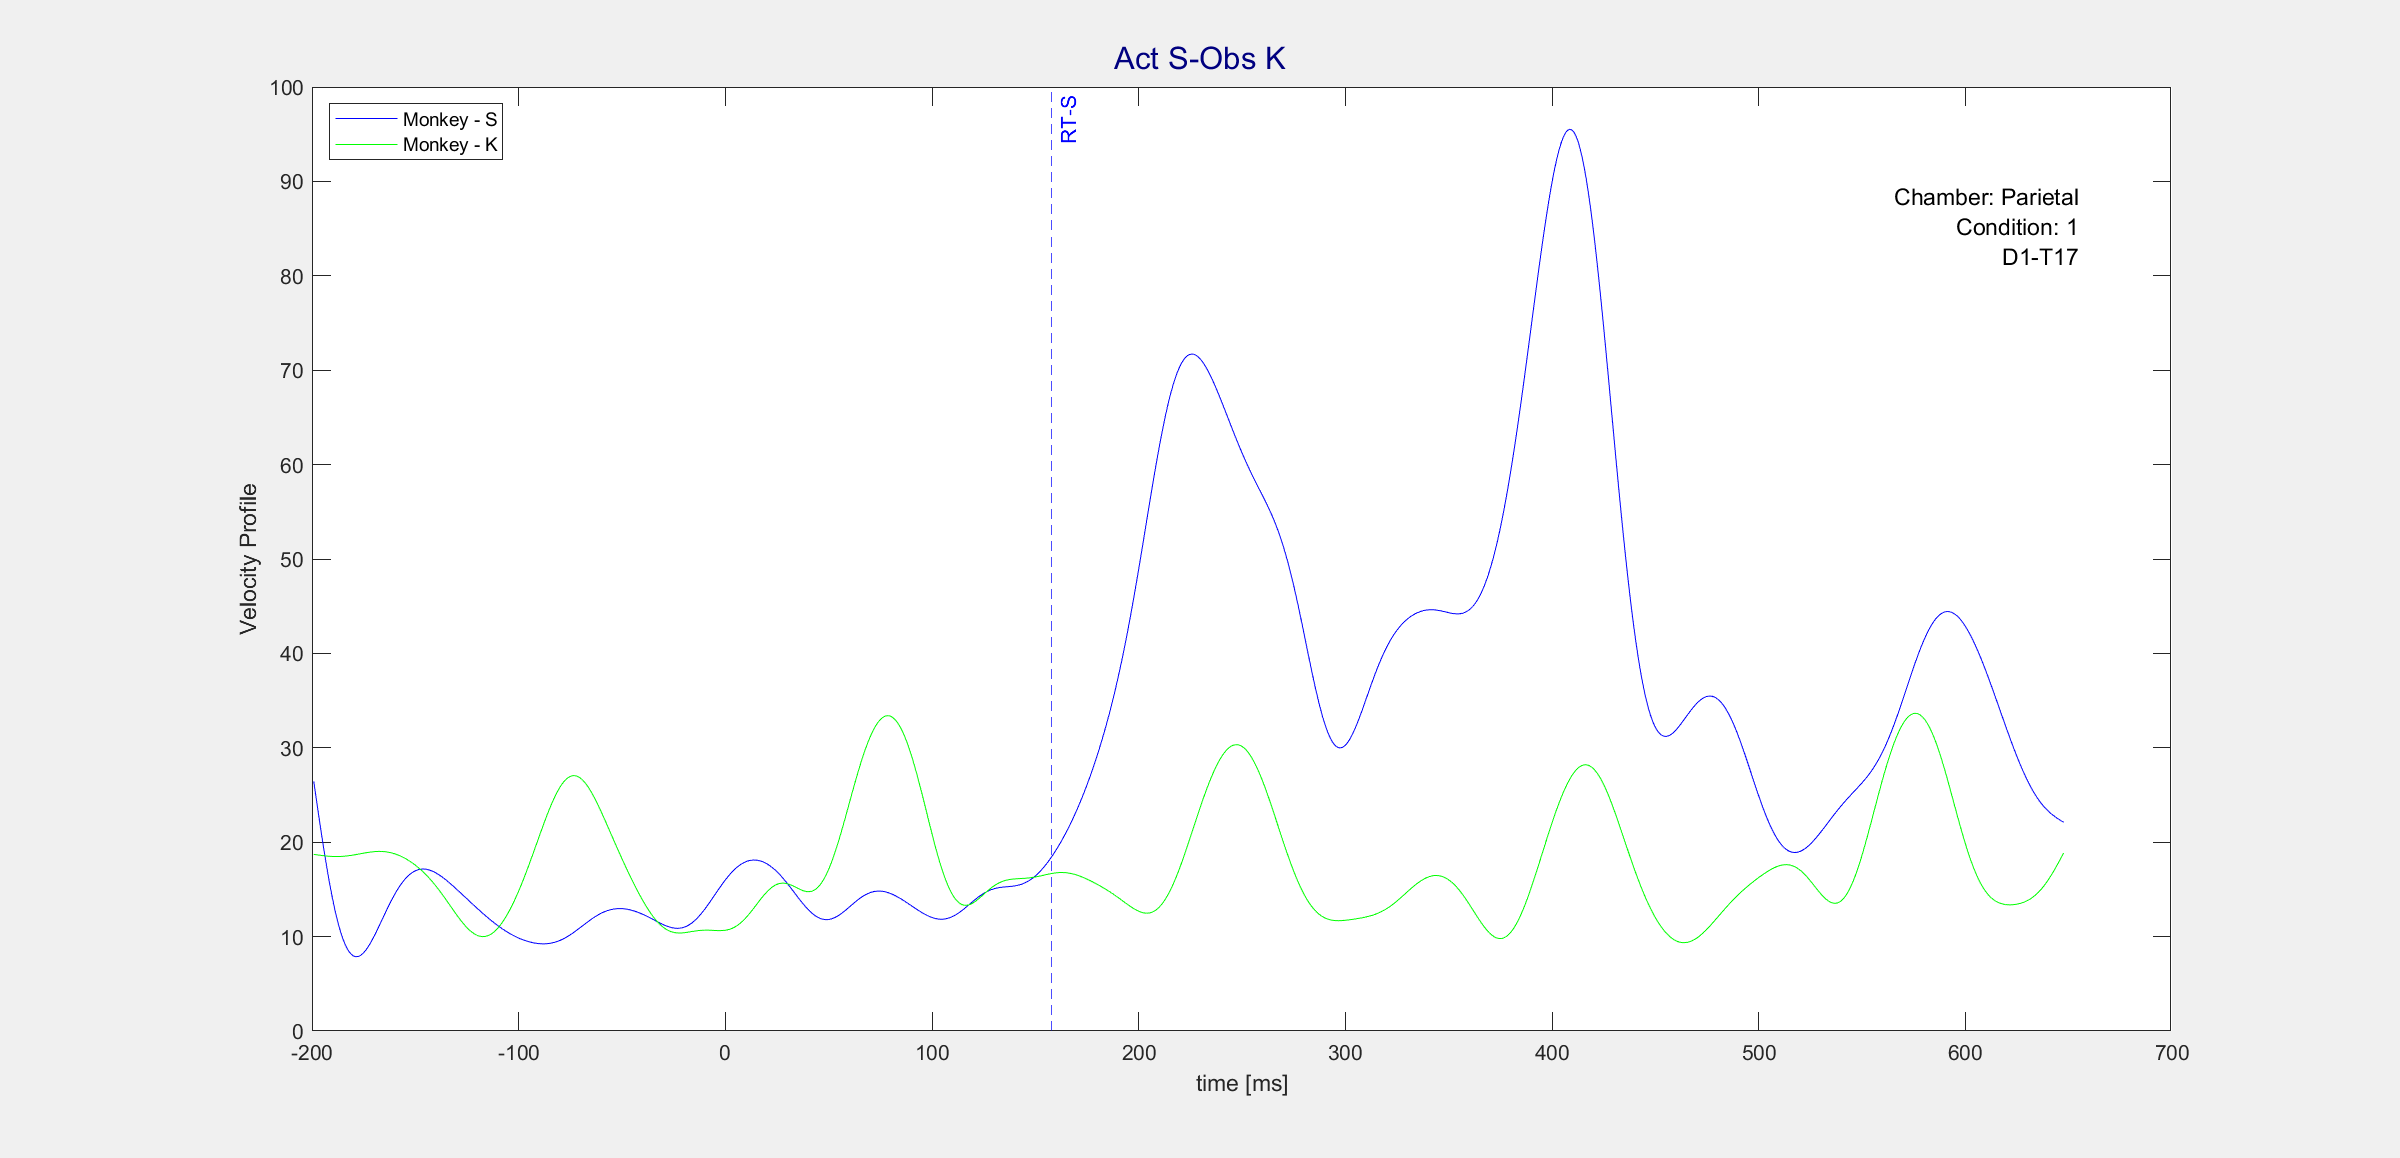 Act S-Obs K
Monkey - S
Monkey - K
RT-S
Chamber: Parietal
Condition: 1
D1-T17
Velocity Profile
100
90
80
70
60
50
40
30
20
10
0
-200 -100 0 100 200 300 400 500 600 700
time [ms]